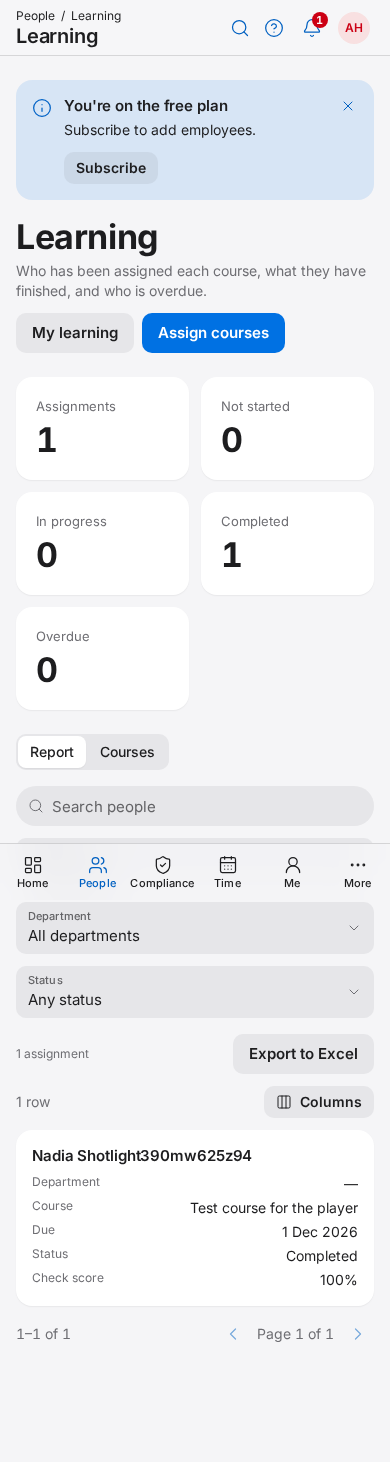 People / Learning
Learning
1
AH
You're on the free plan
Subscribe to add employees.
Subscribe
Learning
Who has been assigned each course, what they have
finished, and who is overdue.
My learning
Assign courses
Assignments
1
Not started
0
In progress
0
Completed
1
Overdue
0
Report
Courses
Search people
Home
People
Compliance
Time
Me
More
Department
All departments
Status
Any status
1 assignment
Export to Excel
1 row
Columns
Nadia Shotlight390mw625z94
Department —
Course Test course for the player
Due 1 Dec 2026
Status Completed
Check score 100%
1–1 of 1
Page 1 of 1